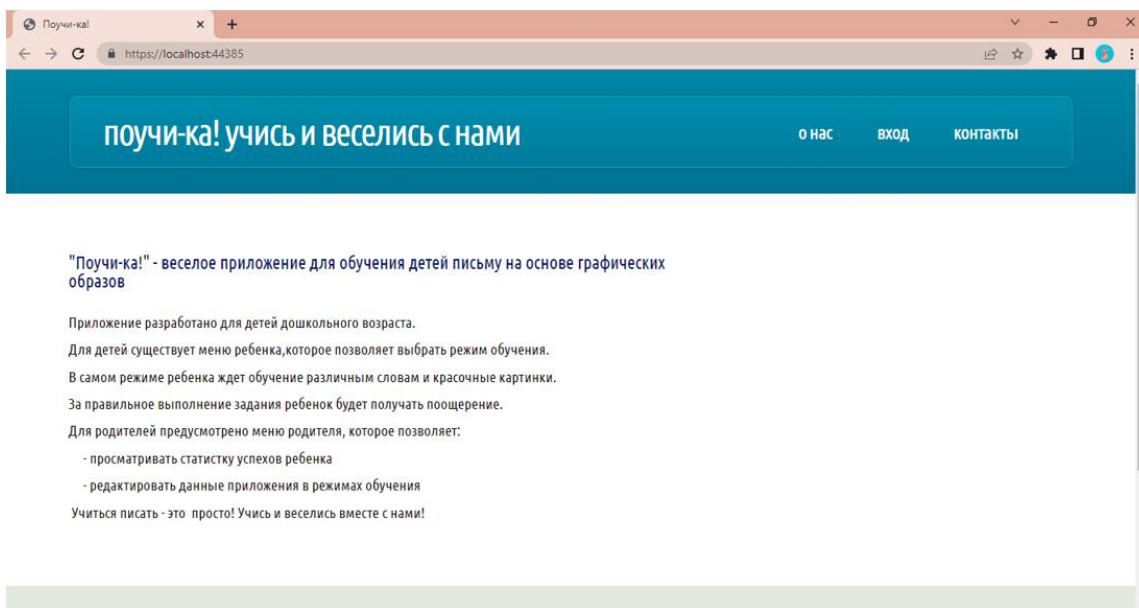 Поучи-ка!
https://localhost:44385
поучи-ка! учись и веселись с нами
о нас
вход
контакты
"Поучи-ка!" - веселое приложение для обучения детей письму на основе графических
образов
Приложение разработано для детей дошкольного возраста.
Для детей существует меню ребенка,которое позволяет выбрать режим обучения.
В самом режиме ребенка ждет обучение различным словам и красочные картинки.
За правильное выполнение задания ребенок будет получать поощерение.
Для родителей предусмотрено меню родителя, которое позволяет:
- просматривать статистку успехов ребенка
- редактировать данные приложения в режимах обучения
Учиться писать - это просто! Учись и веселись вместе с нами!